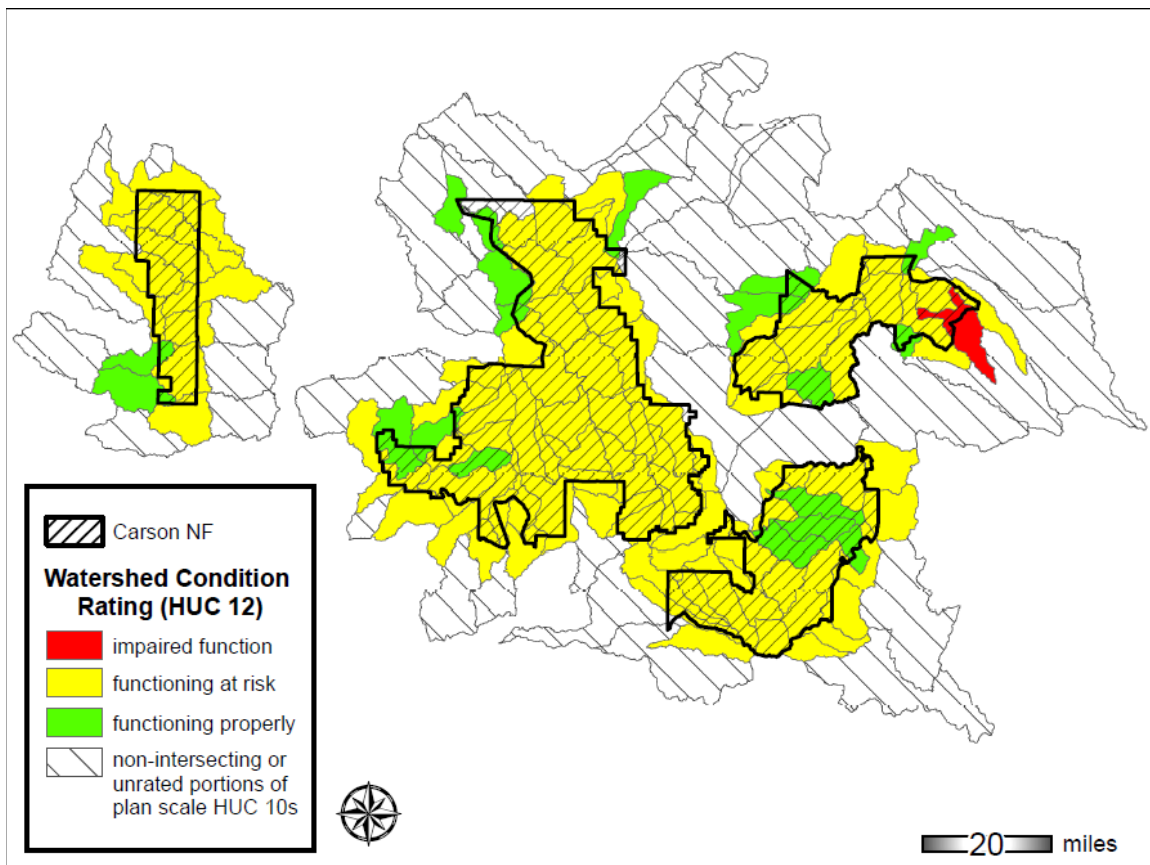 Carson NF
Watershed Condition
Rating (HUC 12)
impaired function
functioning at risk
functioning properly
non-intersecting or
unrated portions of
plan scale HUC 10s
20 miles